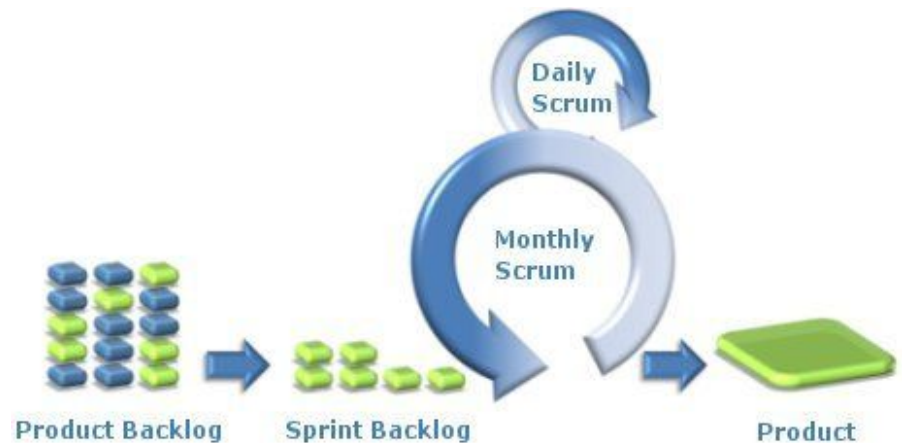 Daily
Scrum
Monthly
Scrum
Product Backlog
Sprint Backlog
Product